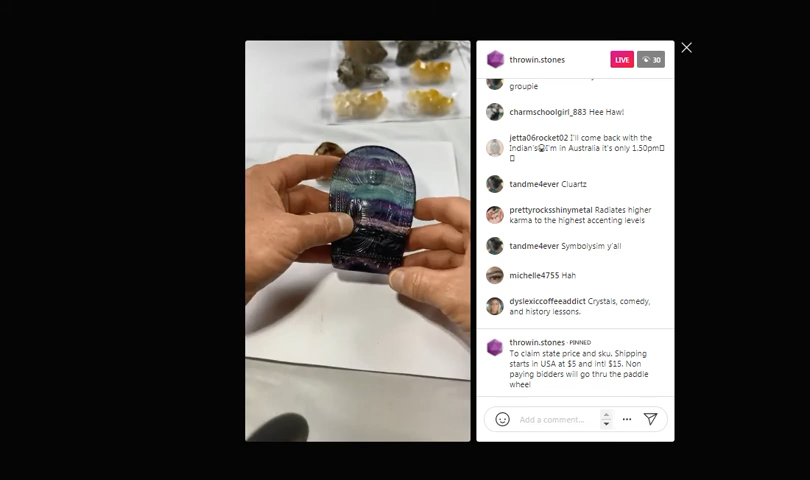 throwin.stones
LIVE
30
groupie
charmschoolgirl_883 Hee Haw!
jetta06rocket02 I'll come back with the
Indian's😭I'm in Australia it's only 1.50pm
tandme4ever Cluartz
prettyrocksshinymetal Radiates higher
karma to the highest accenting levels
tandme4ever Symbolysim y'all
michelle4755 Hah
dyslexiccoffeeaddict Crystals, comedy,
and history lessons.
throwin.stones · PINNED
To claim state price and sku. Shipping
starts in USA at $5 and intl $15. Non
paying bidders will go thru the paddle
wheel
Add a comment...